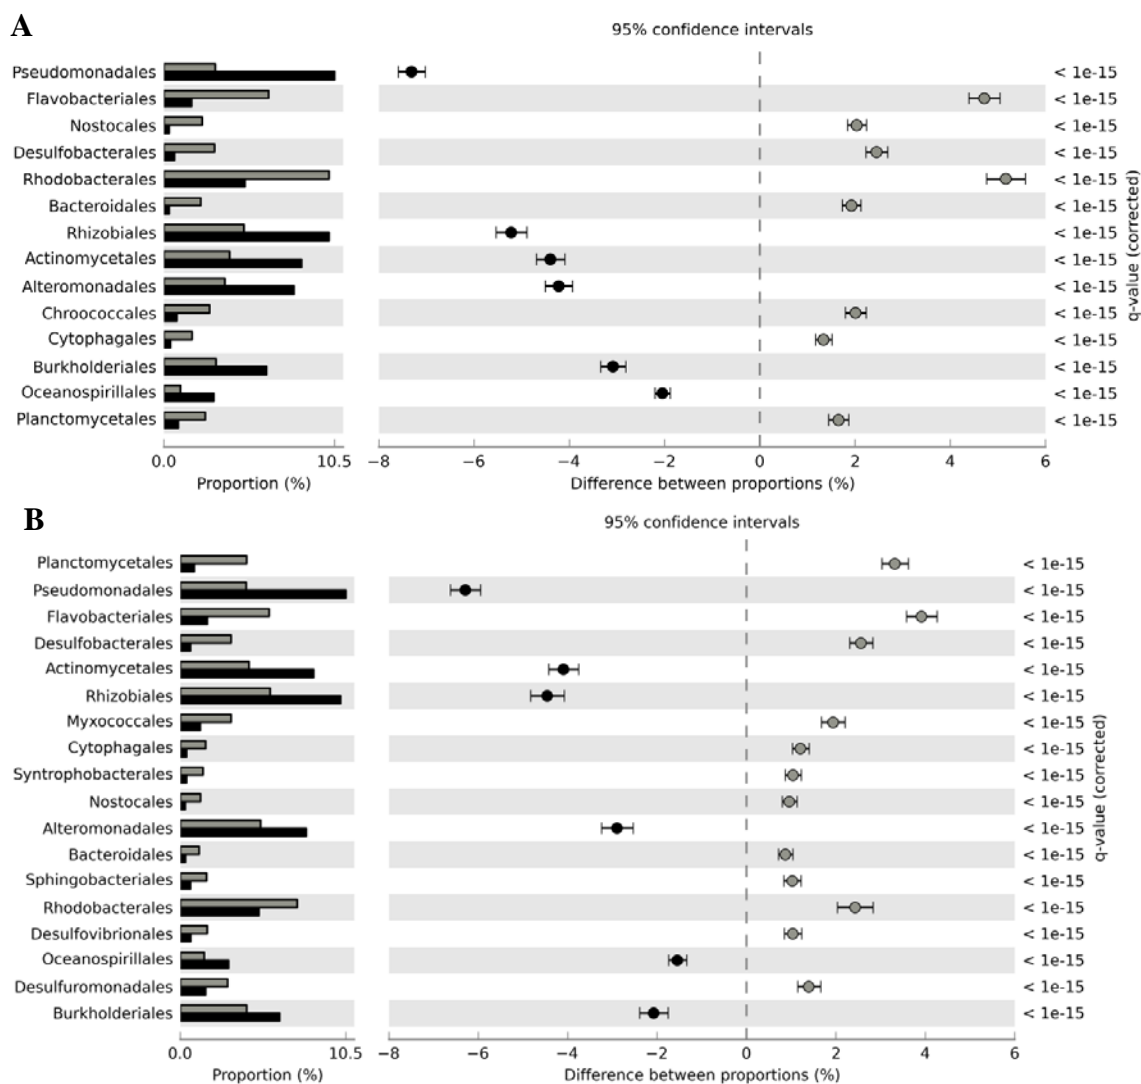 A
95% confidence intervals
Pseudomonadales < 1e-15
Flavobacteriales < 1e-15
Nostocales < 1e-15
Desulfobacterales < 1e-15
Rhodobacterales < 1e-15
Bacteroidales < 1e-15
Rhizobiales < 1e-15
Actinomycetales < 1e-15
Alteromonadales < 1e-15
Chroococcales < 1e-15
Cytophagales < 1e-15
Burkholderiales < 1e-15
Oceanospirillales < 1e-15
Planctomycetales < 1e-15
q-value (corrected)
0.0 10.5 −8 −6 −4 −2 0 2 4 6
Proportion (%) Difference between proportions (%)
B
95% confidence intervals
Planctomycetales < 1e-15
Pseudomonadales < 1e-15
Flavobacteriales < 1e-15
Desulfobacterales < 1e-15
Actinomycetales < 1e-15
Rhizobiales < 1e-15
Myxococcales < 1e-15
Cytophagales < 1e-15
Syntrophobacterales < 1e-15
Nostocales < 1e-15
Alteromonadales < 1e-15
Bacteroidales < 1e-15
Sphingobacteriales < 1e-15
Rhodobacterales < 1e-15
Desulfovibrionales < 1e-15
Oceanospirillales < 1e-15
Desulfuromonadales < 1e-15
Burkholderiales < 1e-15
q-value (corrected)
0.0 10.5 −8 −6 −4 −2 0 2 4 6
Proportion (%) Difference between proportions (%)